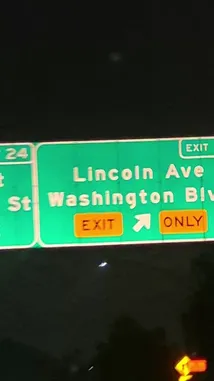 24
St
EXIT
Lincoln Ave
Washington Blv
EXIT ONLY